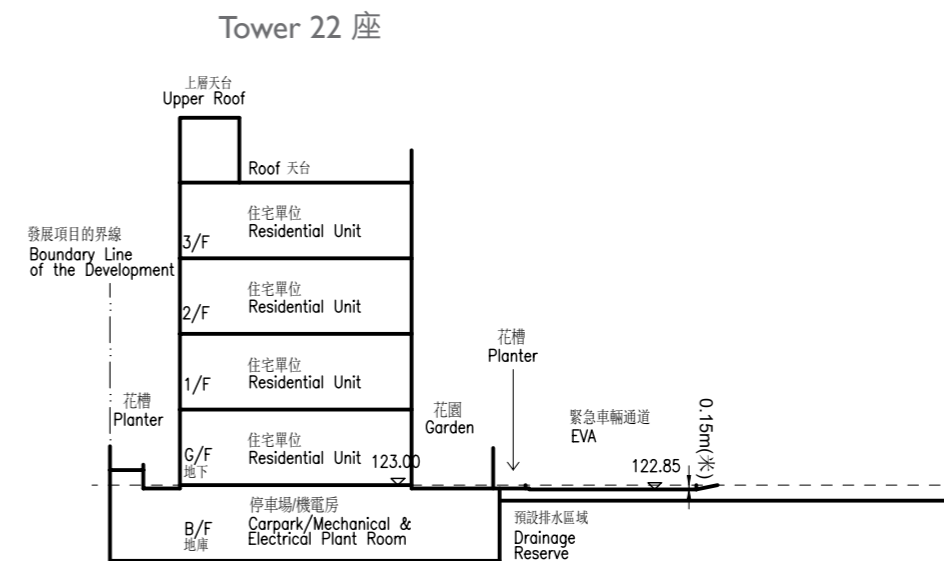 Tower 22 座
上層天台
Upper Roof
Roof 天台
住宅單位
Residential Unit
3/F
發展項目的界線
Boundary Line
of the Development
住宅單位
Residential Unit
2/F
花槽
Planter
住宅單位
Residential Unit
1/F
花槽
Planter
花園
Garden
緊急車輛通道
EVA
0.15m(米)
住宅單位
Residential Unit
G/F
地下
123.00
122.85
停車場/機電房
Carpark/Mechanical &
Electrical Plant Room
B/F
地庫
預設排水區域
Drainage
Reserve